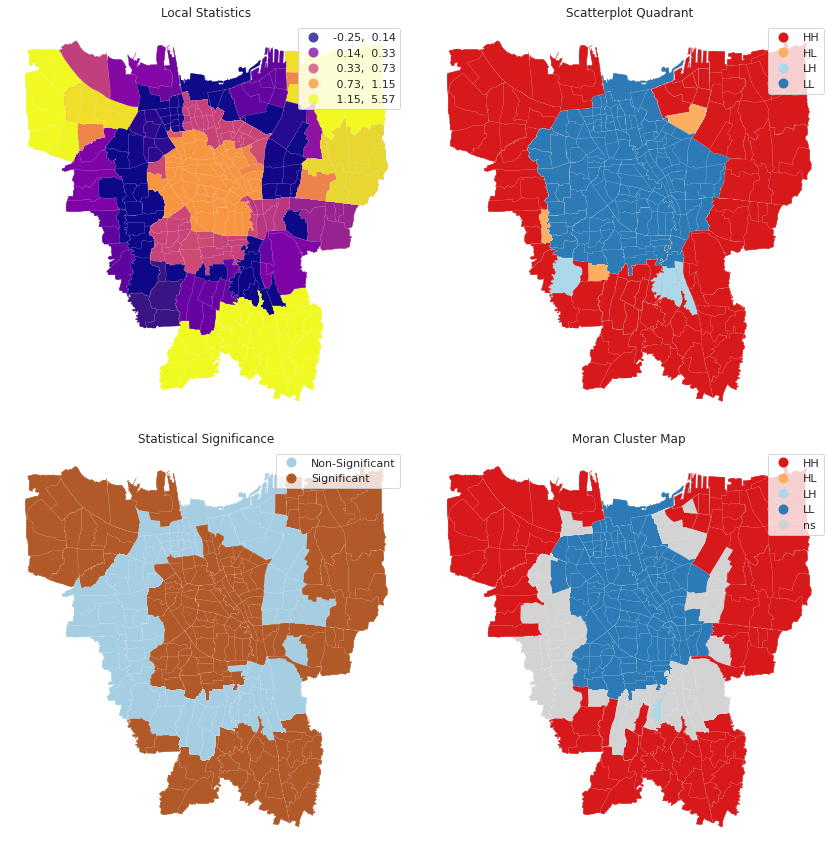 Local Statistics
-0.25, 0.14
0.14, 0.33
0.33, 0.73
0.73, 1.15
1.15, 5.57
Scatterplot Quadrant
HH
HL
LH
LL
Statistical Significance
Non-Significant
Significant
Moran Cluster Map
HH
HL
LH
LL
ns